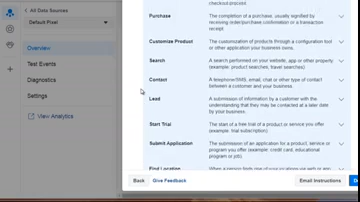 All Data Sources
Default Pixel
Overview
Test Events
Diagnostics
Settings
View Analytics
checkout process
Purchase
The completion of a purchase, usually signified by
receiving order/purchase confirmation or a transaction
receipt.
Customize Product
The customization of products through a configuration tool
or other application your business owns.
Search
A search performed on your website, app or other property
(example: product searches, travel searches).
Contact
A telephone/SMS, email, chat or other type of contact
between a customer and your business.
Lead
A submission of information by a customer with the
understanding that they may be contacted at a later date
by your business.
Start Trial
The start of a free trial of a product or service you offer
(example: trial subscription).
Submit Application
The submission of an application for a product, service or
program you offer (example: credit card, educational
program or job).
Find Location
Back
Give Feedback
Email Instructions